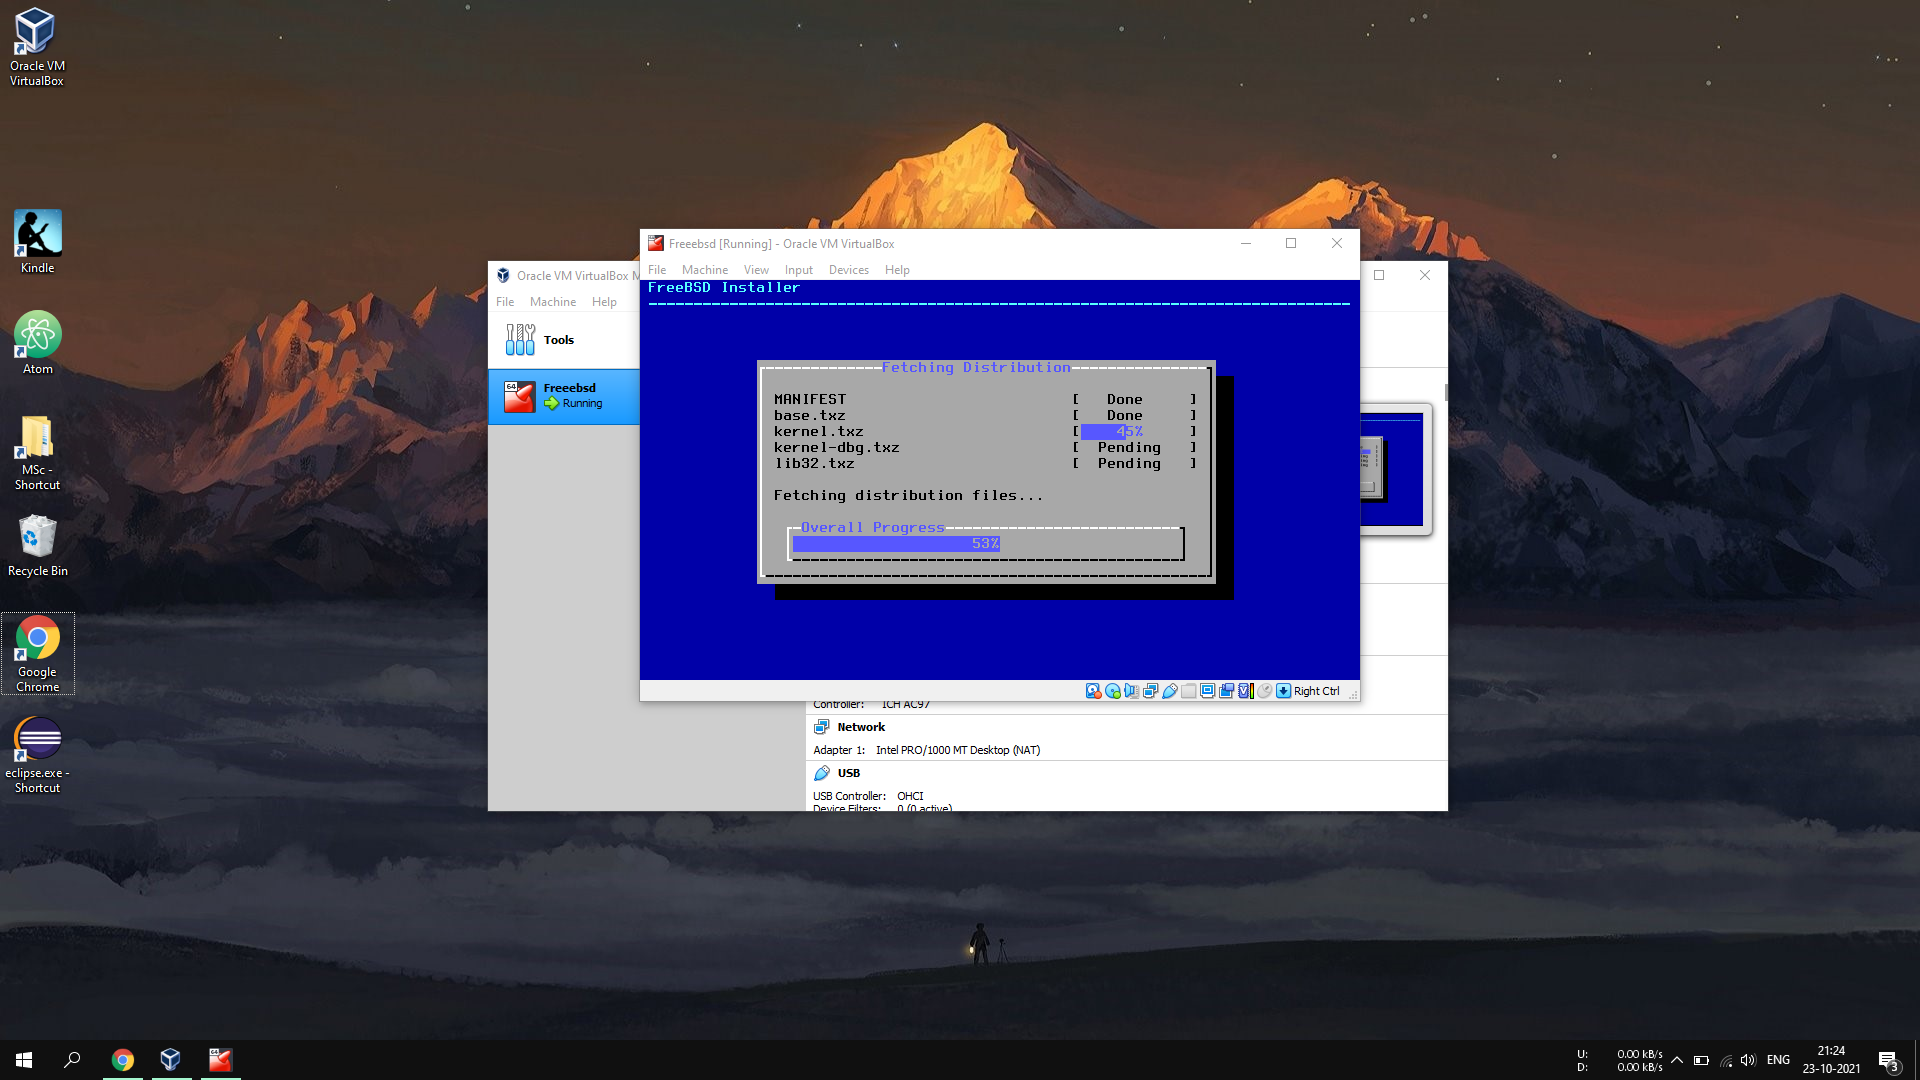 Oracle VM
VirtualBox
Kindle
Atom
MSc -
Shortcut
Recycle Bin
Google
Chrome
eclipse.exe -
Shortcut
Oracle VM VirtualBox M
File Machine Help
Tools
64
Freeebsd
Running
Freeebsd [Running] - Oracle VM VirtualBox
File Machine View Input Devices Help
FreeBSD Installer
Fetching Distribution
MANIFEST [ Done ]
base.txz [ Done ]
kernel.txz [ 45% ]
kernel-dbg.txz [ Pending ]
lib32.txz [ Pending ]
Fetching distribution files...
Overall Progress
53%
Right Ctrl
Controller: ICH AC97
Network
Adapter 1: Intel PRO/1000 MT Desktop (NAT)
USB
USB Controller: OHCI
Device Filters: 0 (0 active)
U: 0.00 kB/s
D: 0.00 kB/s
ENG
21:24
23-10-2021
3